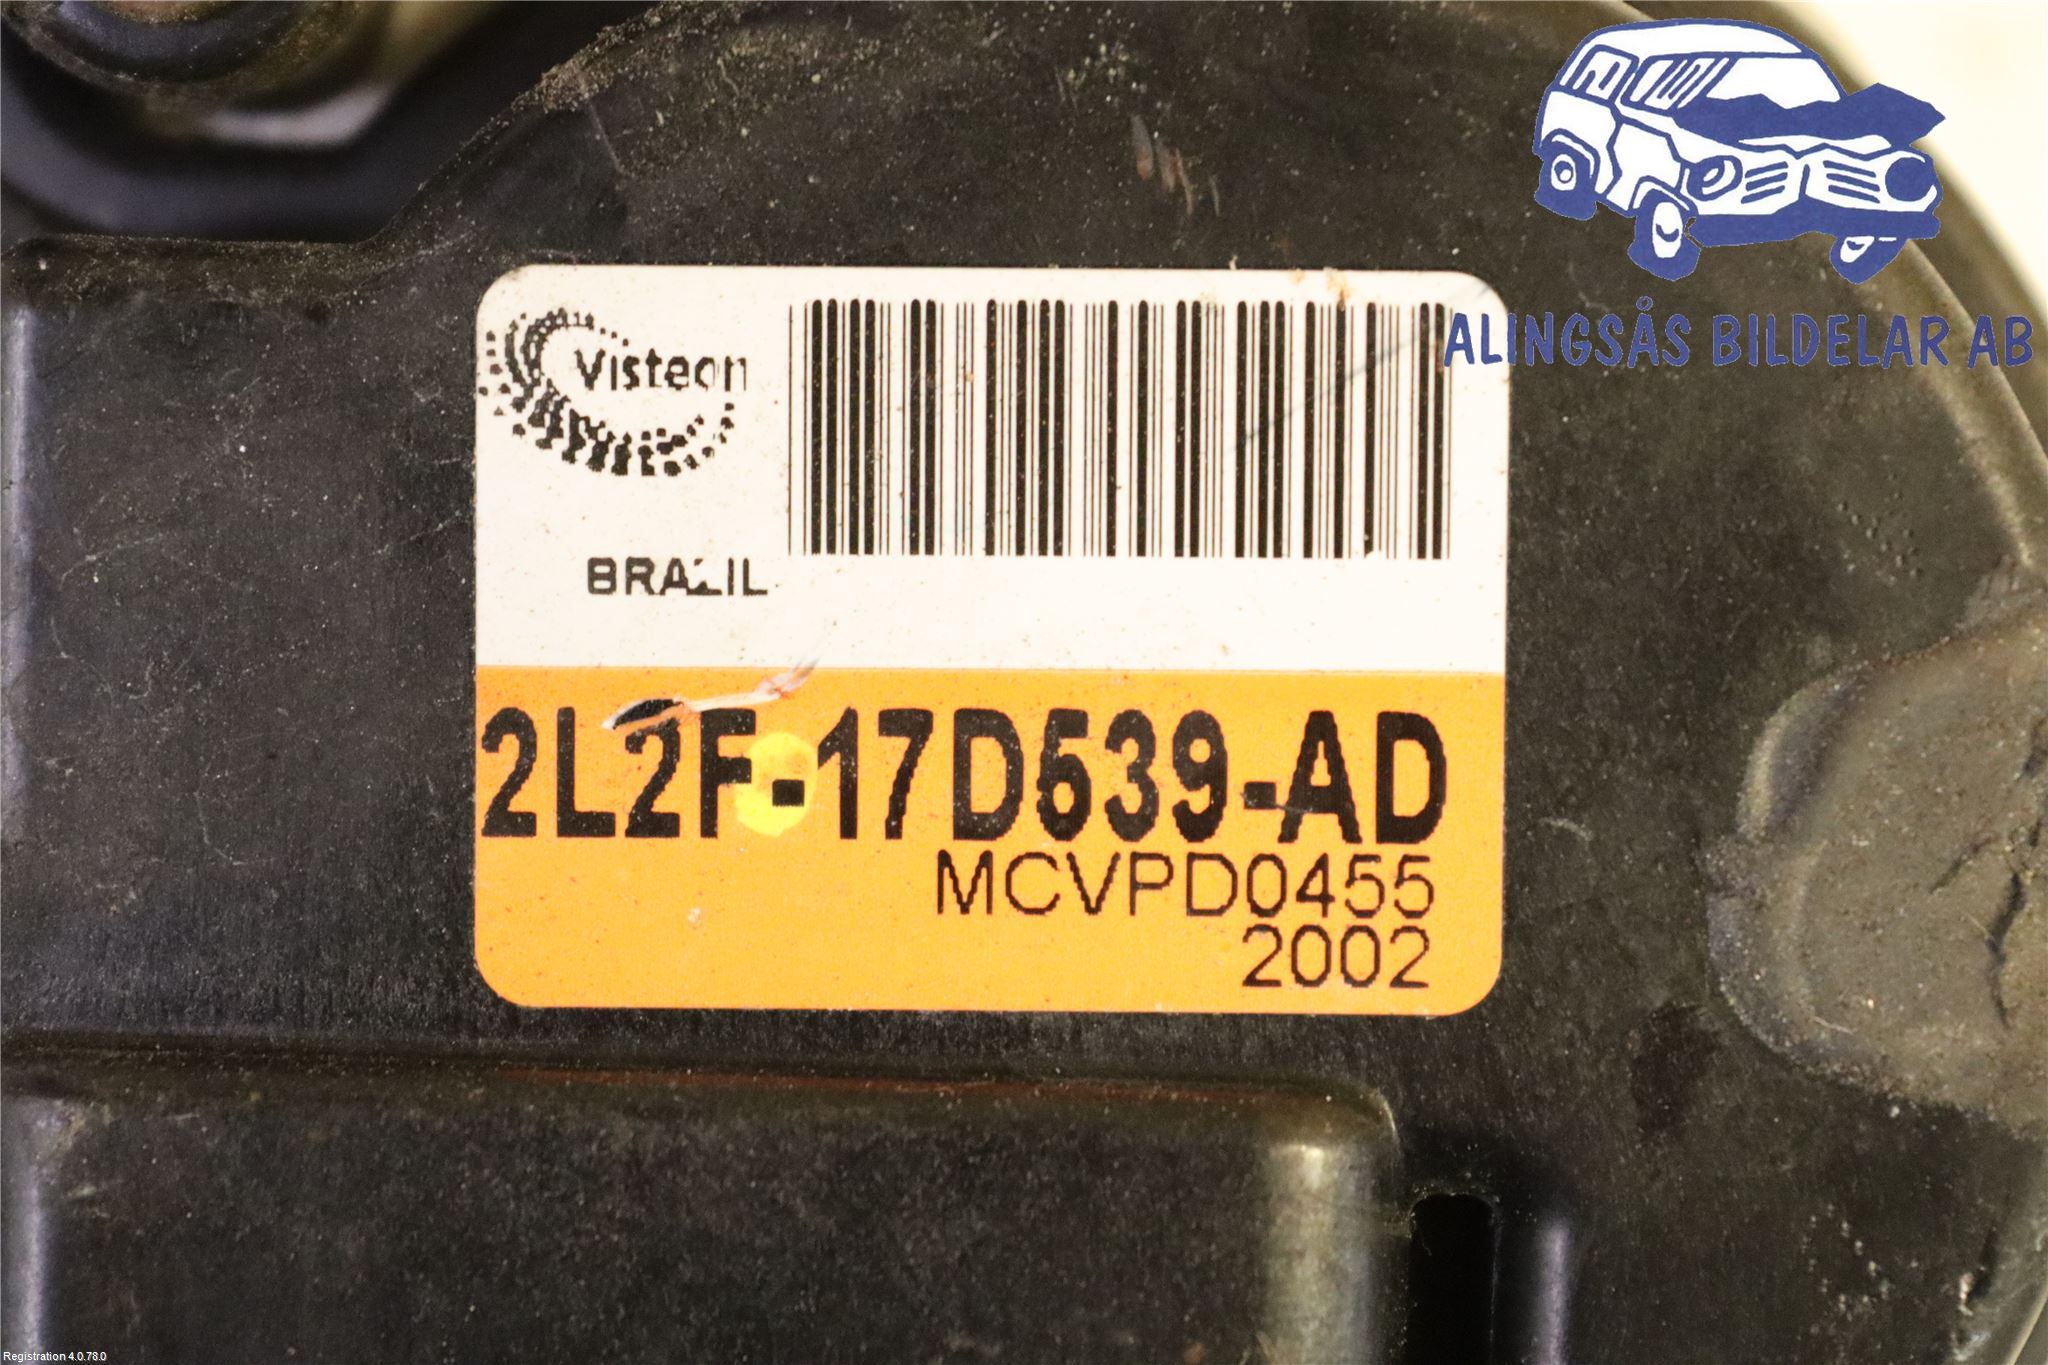 ALINGSÅS BILDELAR AB
Visteon
BRAZIL
2L2F-17D539-AD
MCVPD0455
2002
Registration 4.0.78.0